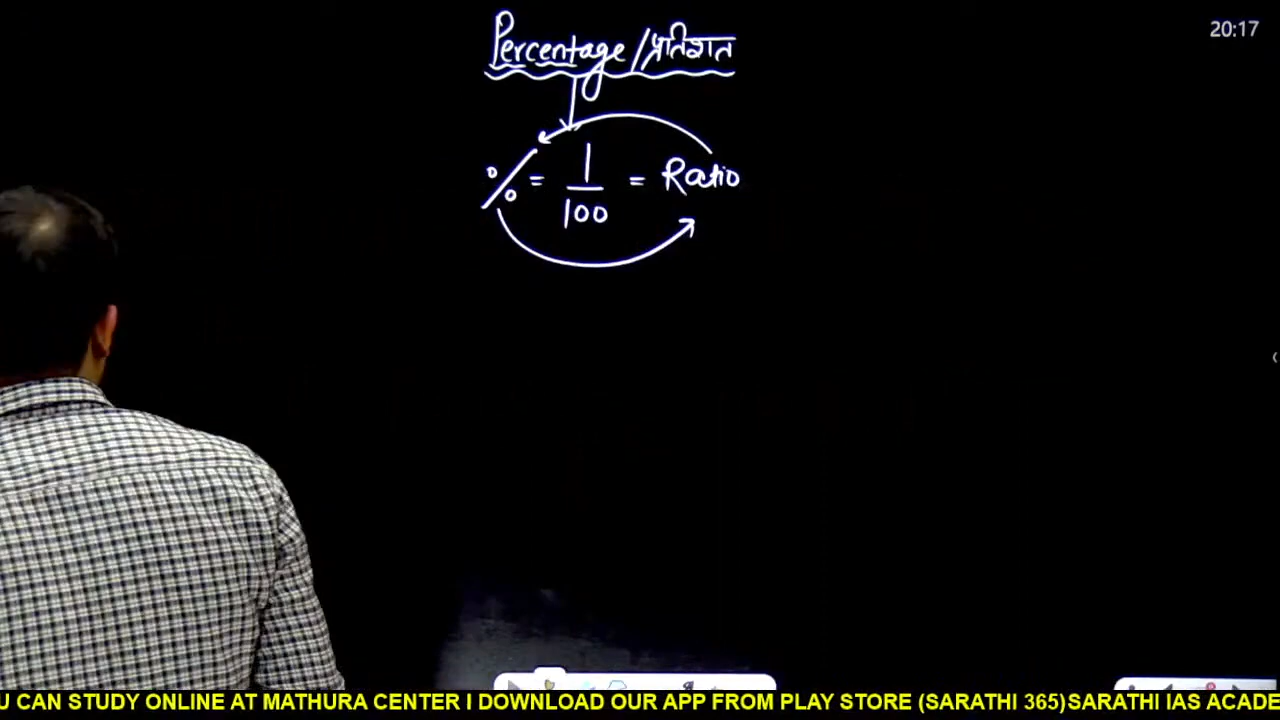 20:17
Percentage/प्रतिशत
% = 1/100 = Ratio
U CAN STUDY ONLINE AT MATHURA CENTER I DOWNLOAD OUR APP FROM PLAY STORE (SARATHI 365)SARATHI IAS ACADE